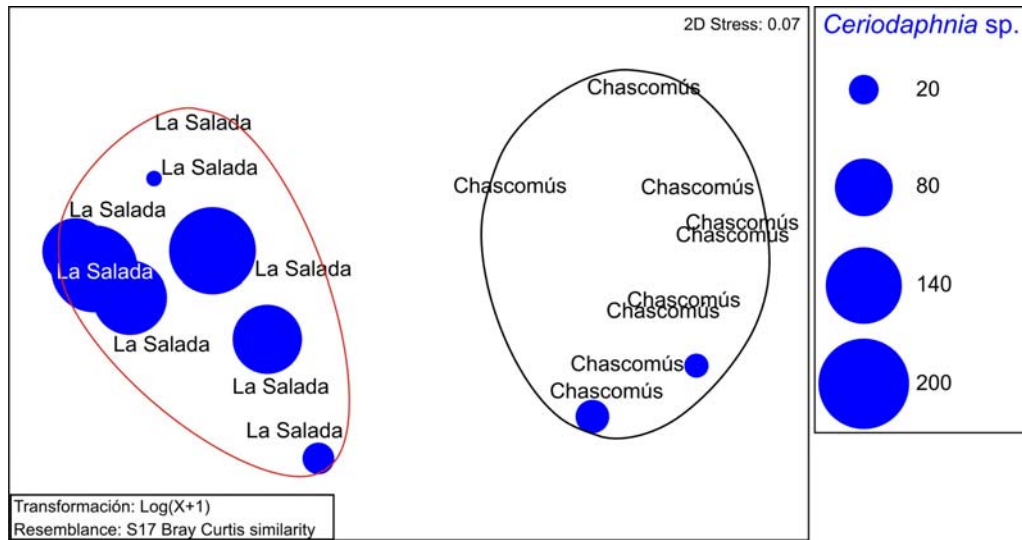 2D Stress: 0.07
La Salada
La Salada
La Salada
La Salada
La Salada
La Salada
La Salada
La Salada
Chascomús
Chascomús
Chascomús
Chascomús
Chascomús
Chascomús
Chascomús
Chascomús
Chascomús
Transformación: Log(X+1)
Resemblance: S17 Bray Curtis similarity
Ceriodaphnia sp.
20
80
140
200